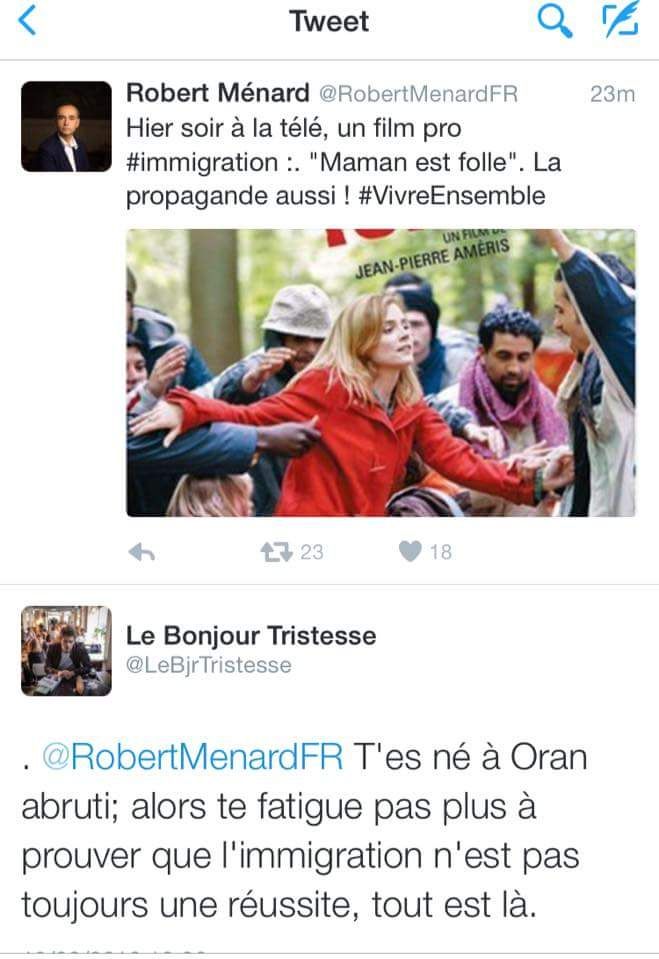 Tweet
Robert Ménard @RobertMenardFR 23m
Hier soir à la télé, un film pro
#immigration :. "Maman est folle". La
propagande aussi ! #VivreEnsemble
UN FILM DE
JEAN-PIERRE AMÉRIS
23 18
Le Bonjour Tristesse
@LeBjrTristesse
. @RobertMenardFR T'es né à Oran
abruti; alors te fatigue pas plus à
prouver que l'immigration n'est pas
toujours une réussite, tout est là.